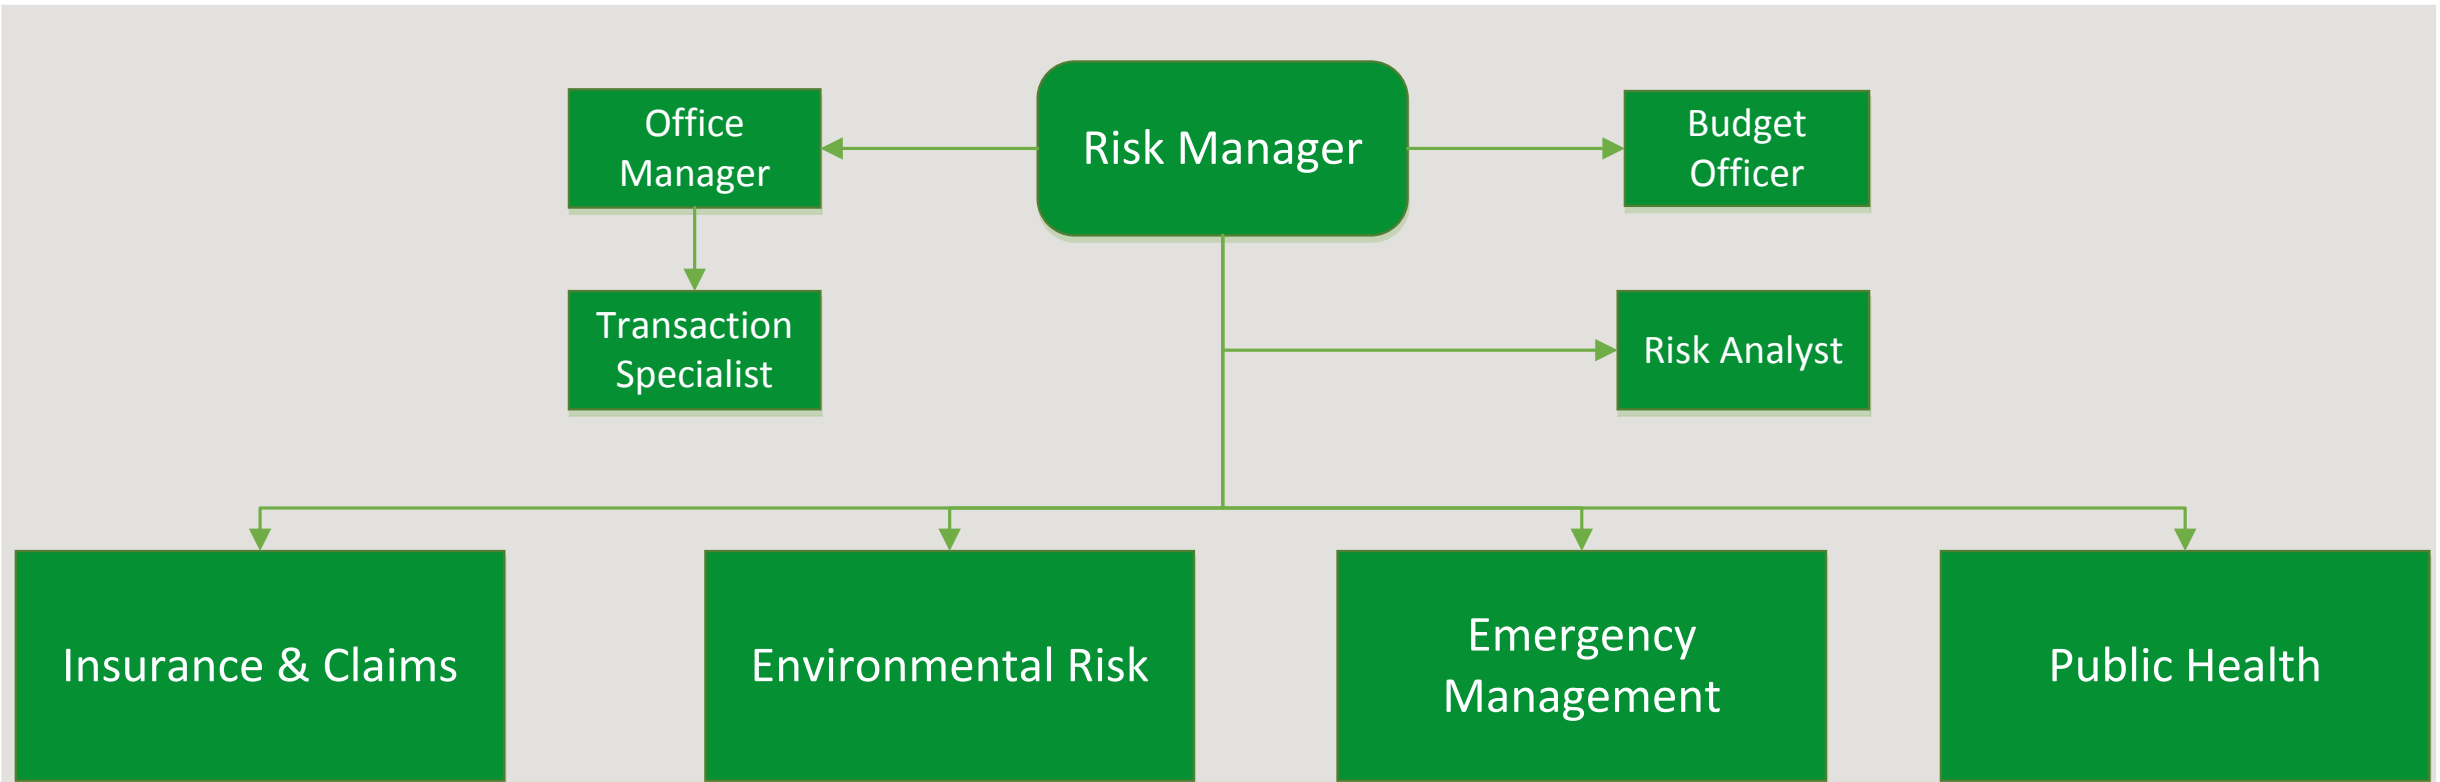 Office
Manager
Risk Manager
Budget
Officer
Transaction
Specialist
Risk Analyst
Insurance & Claims
Environmental Risk
Emergency
Management
Public Health